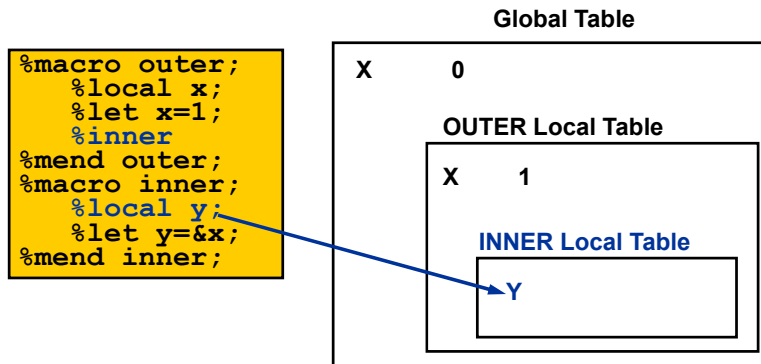 Global Table
%macro outer;
%local x;
%let x=1;
%inner
%mend outer;
%macro inner;
%local y;
%let y=&x;
%mend inner;
X 0
OUTER Local Table
X 1
INNER Local Table
Y